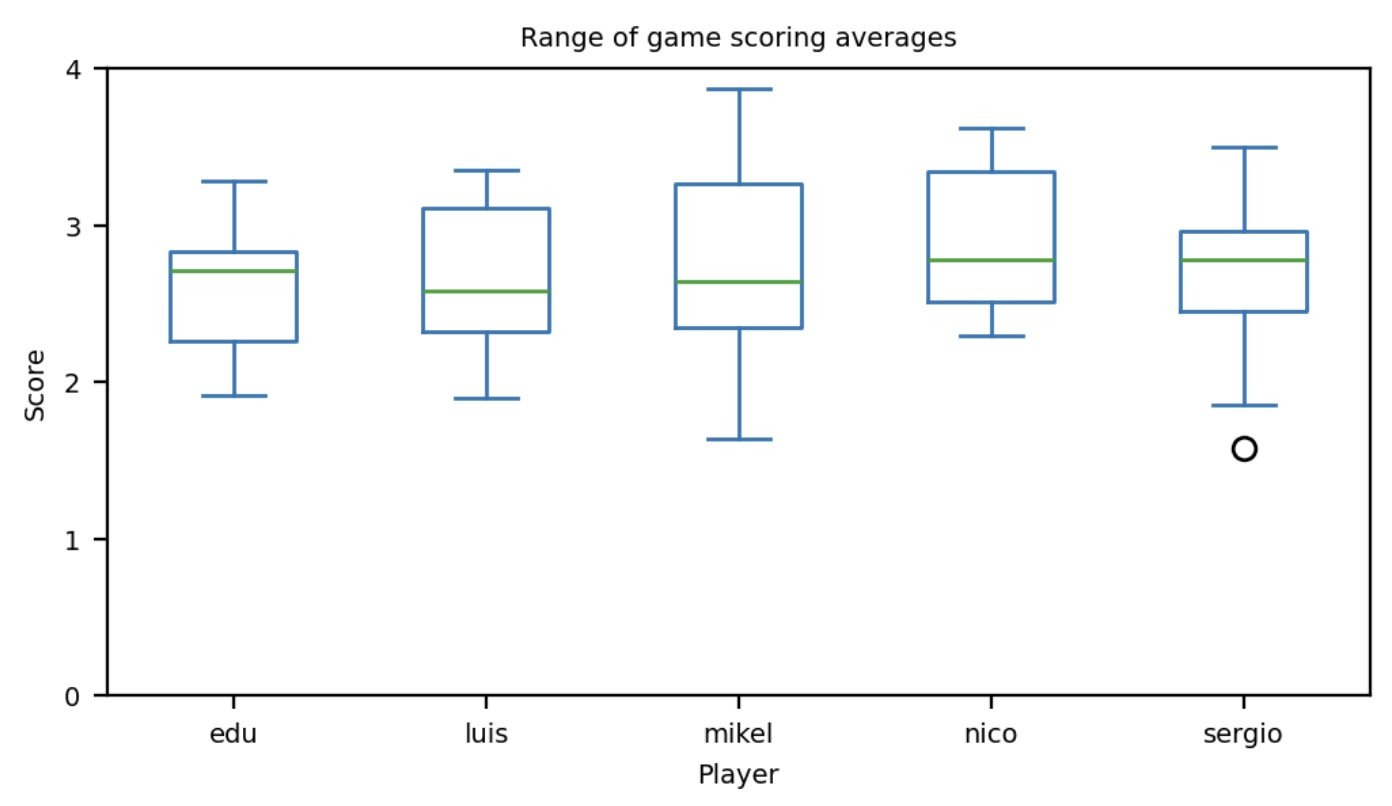 Range of game scoring averages
4
3
2
1
0
Score
edu luis mikel nico sergio
Player